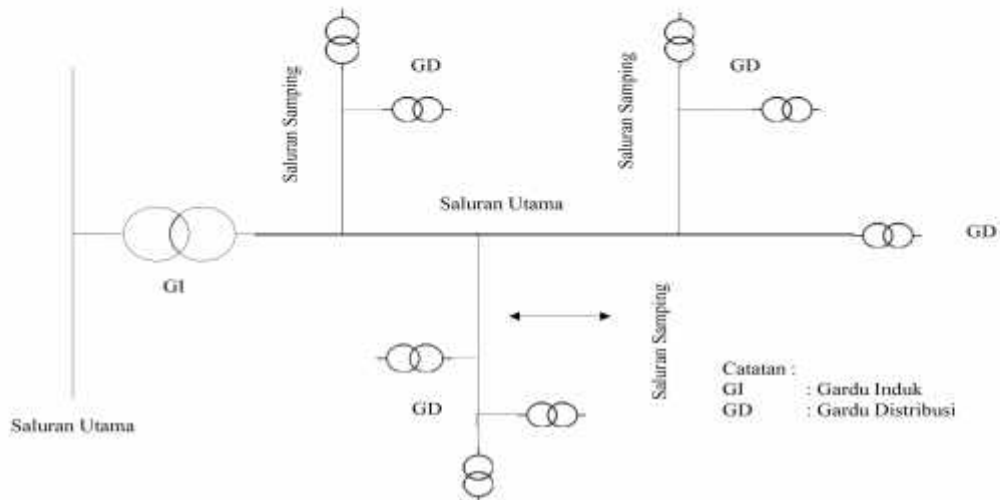 GD
GD
Saluran Samping
Saluran Samping
Saluran Utama
GD
GI
Saluran Samping
Catatan :
GI : Gardu Induk
GD : Gardu Distribusi
GD
Saluran Utama